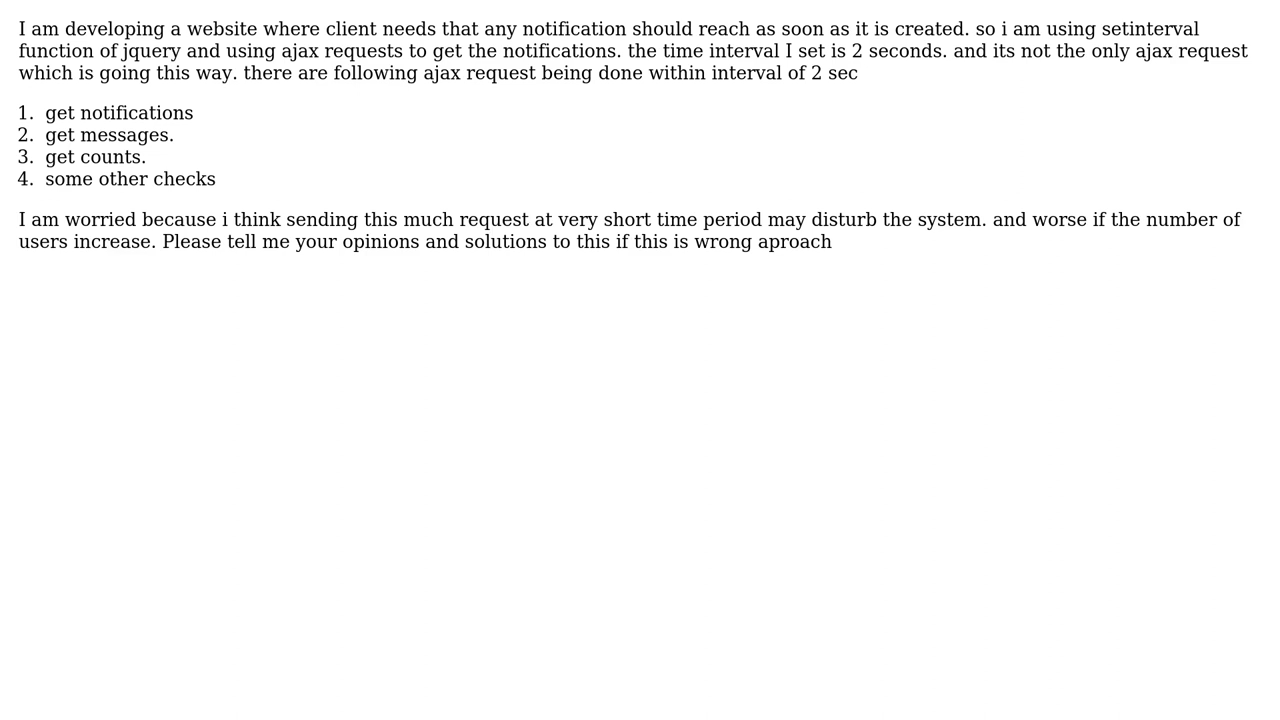 I am developing a website where client needs that any notification should reach as soon as it is created. so i am using setinterval
function of jquery and using ajax requests to get the notifications. the time interval I set is 2 seconds. and its not the only ajax request
which is going this way. there are following ajax request being done within interval of 2 sec
1. get notifications
2. get messages.
3. get counts.
4. some other checks
I am worried because i think sending this much request at very short time period may disturb the system. and worse if the number of
users increase. Please tell me your opinions and solutions to this if this is wrong aproach